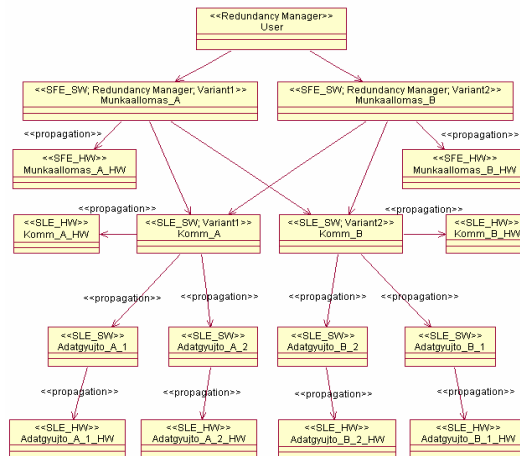 <<Redundancy Manager>>
User
<<SFE_SW; Redundancy Manager; Variant1>>
Munkaallomas_A
<<SFE_SW; Redundancy Manager; Variant2>>
Munkaallomas_B
<<propagation>>
<<propagation>>
<<SFE_HW>>
Munkaallomas_A_HW
<<SFE_HW>>
Munkaallomas_B_HW
<<propagation>>
<<propagation>>
<<SLE_HW>>
Komm_A_HW
<<SLE_SW; Variant1>>
Komm_A
<<SLE_SW; Variant2>>
Komm_B
<<SLE_HW>>
Komm_B_HW
<<propagation>>
<<propagation>>
<<propagation>>
<<propagation>>
<<SLE_SW>>
Adatgyujto_A_1
<<SLE_SW>>
Adatgyujto_A_2
<<SLE_SW>>
Adatgyujto_B_2
<<SLE_SW>>
Adatgyujto_B_1
<<propagation>>
<<propagation>>
<<propagation>>
<<propagation>>
<<SLE_HW>>
Adatgyujto_A_1_HW
<<SLE_HW>>
Adatgyujto_A_2_HW
<<SLE_HW>>
Adatgyujto_B_2_HW
<<SLE_HW>>
Adatgyujto_B_1_HW